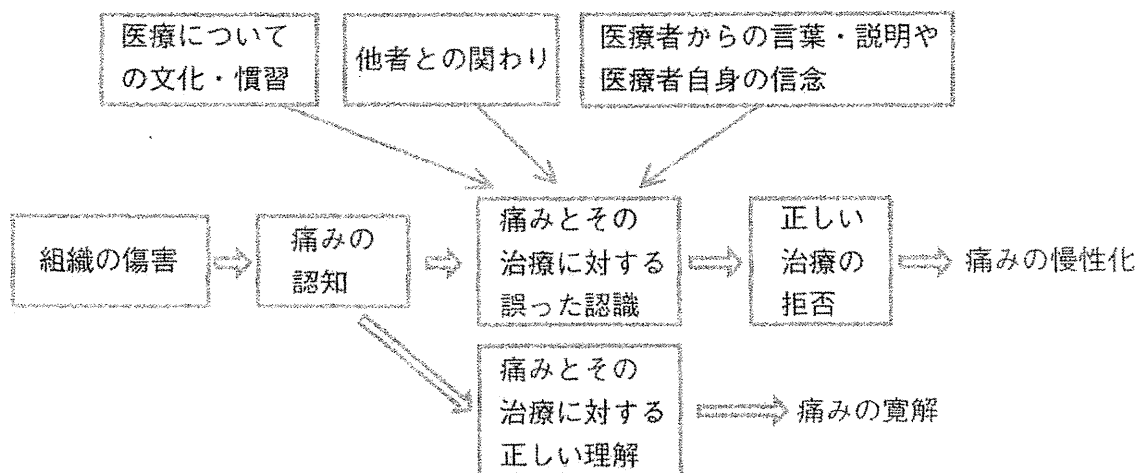 医療について
の文化・慣習
他者との関わり
医療者からの言葉・説明や
医療者自身の信念
組織の傷害
痛みの
認知
痛みとその
治療に対する
誤った認識
正しい
治療の
拒否
痛みの慢性化
痛みとその
治療に対する
正しい理解
痛みの寛解